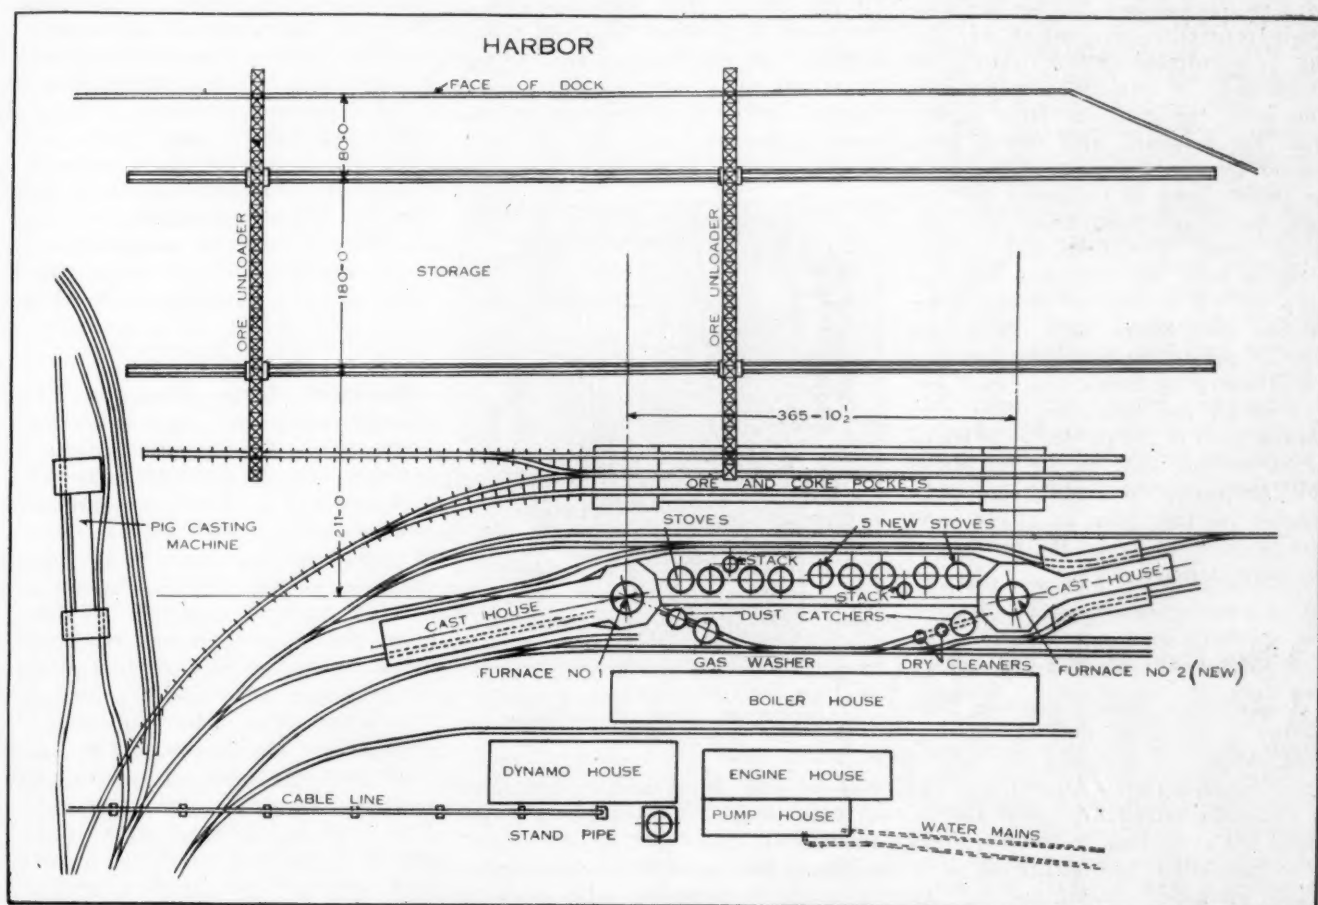 HARBOR
FACE OF DOCK
80-0
ORE UNLOADER
180-0
STORAGE
ORE UNLOADER
365-10½
ORE AND COKE POCKETS
PIG CASTING
MACHINE
211-0
STOVES
5 NEW STOVES
STACK
STACK
CAST HOUSE
CAST HOUSE
DUST CATCHERS
FURNACE NO 1
GAS WASHER
DRY CLEANERS
FURNACE NO 2 (NEW)
BOILER HOUSE
DYNAMO HOUSE
ENGINE HOUSE
CABLE LINE
STAND PIPE
PUMP HOUSE
WATER MAINS